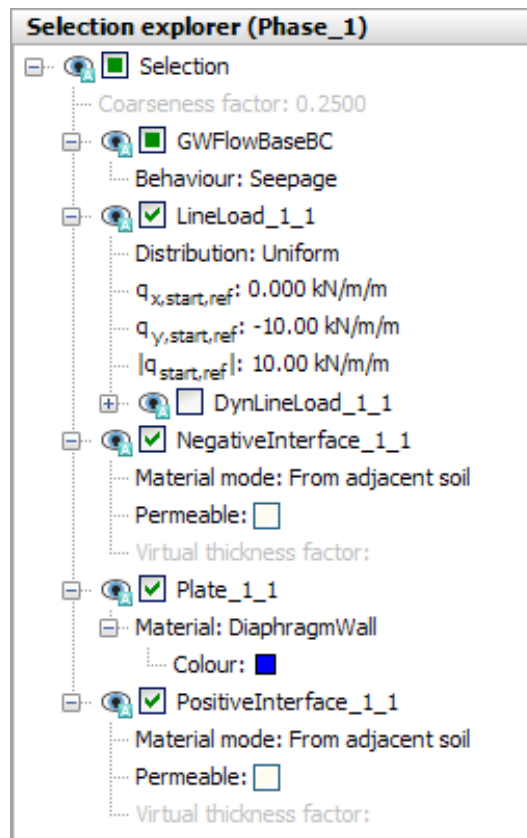 Selection explorer (Phase_1)
Selection
Coarseness factor: 0.2500
GWFlowBaseBC
Behaviour: Seepage
LineLoad_1_1
Distribution: Uniform
qx,start,ref: 0.000 kN/m/m
qy,start,ref: -10.00 kN/m/m
|qstart,ref|: 10.00 kN/m/m
DynLineLoad_1_1
NegativeInterface_1_1
Material mode: From adjacent soil
Permeable:
Virtual thickness factor:
Plate_1_1
Material: DiaphragmWall
Colour:
PositiveInterface_1_1
Material mode: From adjacent soil
Permeable:
Virtual thickness factor: